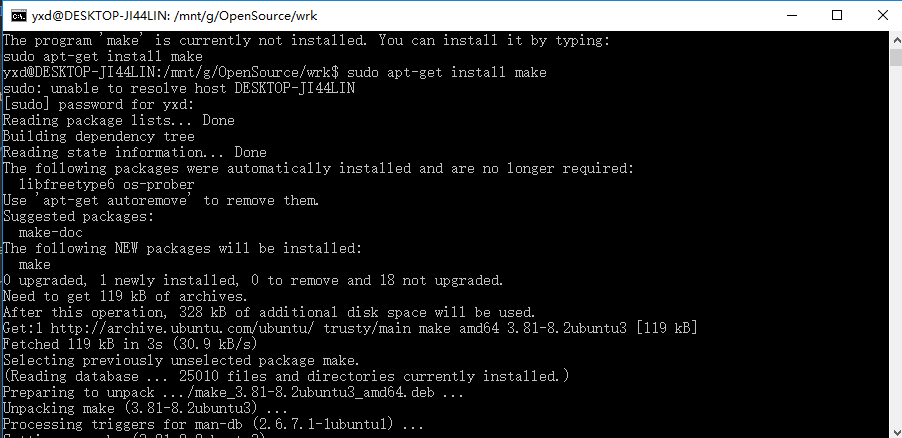 yxd@DESKTOP-JI44LIN: /mnt/g/OpenSource/wrk
The program 'make' is currently not installed. You can install it by typing:
sudo apt-get install make
yxd@DESKTOP-JI44LIN:/mnt/g/OpenSource/wrk$ sudo apt-get install make
sudo: unable to resolve host DESKTOP-JI44LIN
[sudo] password for yxd:
Reading package lists... Done
Building dependency tree
Reading state information... Done
The following packages were automatically installed and are no longer required:
  libfreetype6 os-prober
Use 'apt-get autoremove' to remove them.
Suggested packages:
  make-doc
The following NEW packages will be installed:
  make
0 upgraded, 1 newly installed, 0 to remove and 18 not upgraded.
Need to get 119 kB of archives.
After this operation, 328 kB of additional disk space will be used.
Get:1 http://archive.ubuntu.com/ubuntu/ trusty/main make amd64 3.81-8.2ubuntu3 [119 kB]
Fetched 119 kB in 3s (30.9 kB/s)
Selecting previously unselected package make.
(Reading database ... 25010 files and directories currently installed.)
Preparing to unpack .../make_3.81-8.2ubuntu3_amd64.deb ...
Unpacking make (3.81-8.2ubuntu3) ...
Processing triggers for man-db (2.6.7.1-1ubuntu1) ...